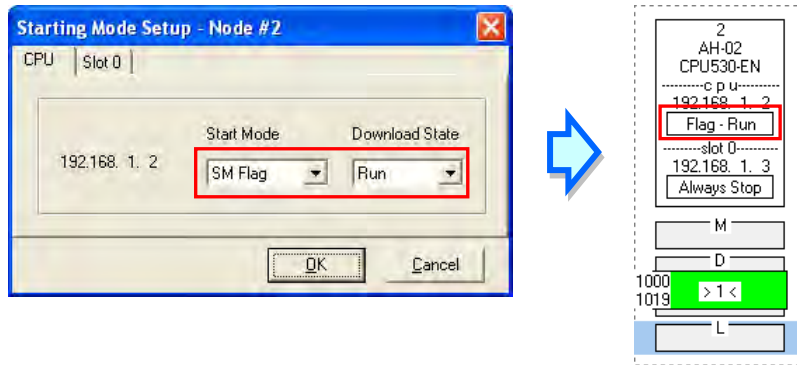 Starting Mode Setup - Node #2
CPU
Slot 0
Start Mode
Download State
192.168. 1. 2
SM Flag
Run
OK
Cancel
2
AH-02
CPU530-EN
--------c p u--------
192.168. 1. 2
Flag - Run
--------slot 0--------
192.168. 1. 3
Always Stop
M
D
1000
1019
> 1 <
L